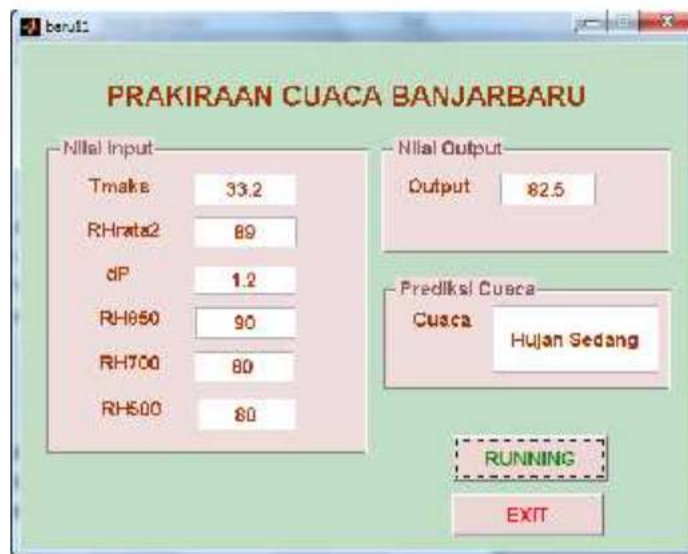 baru11
PRAKIRAAN CUACA BANJARBARU
Nilai Input
Tmaks 33.2
RHrata2 89
dP 1.2
RH850 90
RH700 80
RH500 80
Nilai Output
Output 82.5
Prediksi Cuaca
Cuaca Hujan Sedang
RUNNING
EXIT